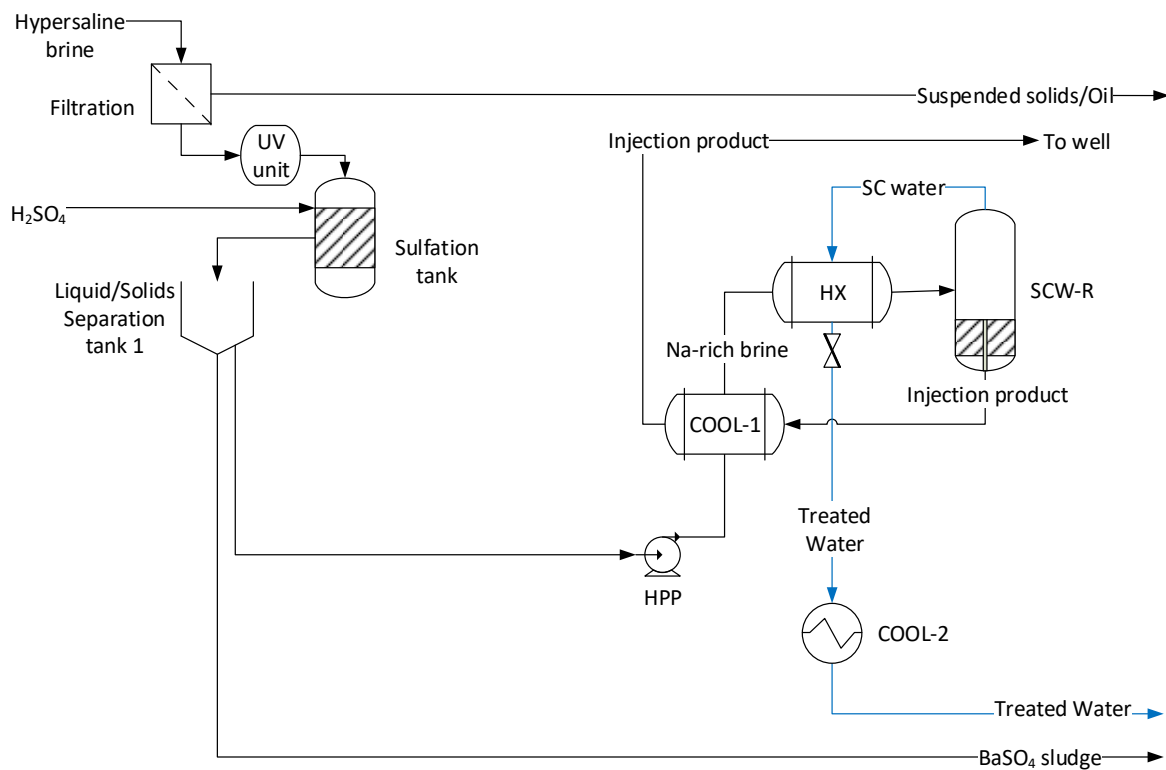 Hypersaline
brine
Filtration
Suspended solids/Oil
UV
unit
Injection product
To well
SC water
H₂SO₄
Sulfation
tank
Liquid/Solids
Separation
tank 1
HX
SCW-R
Na-rich brine
Injection product
COOL-1
Treated
Water
HPP
COOL-2
Treated Water
BaSO₄ sludge